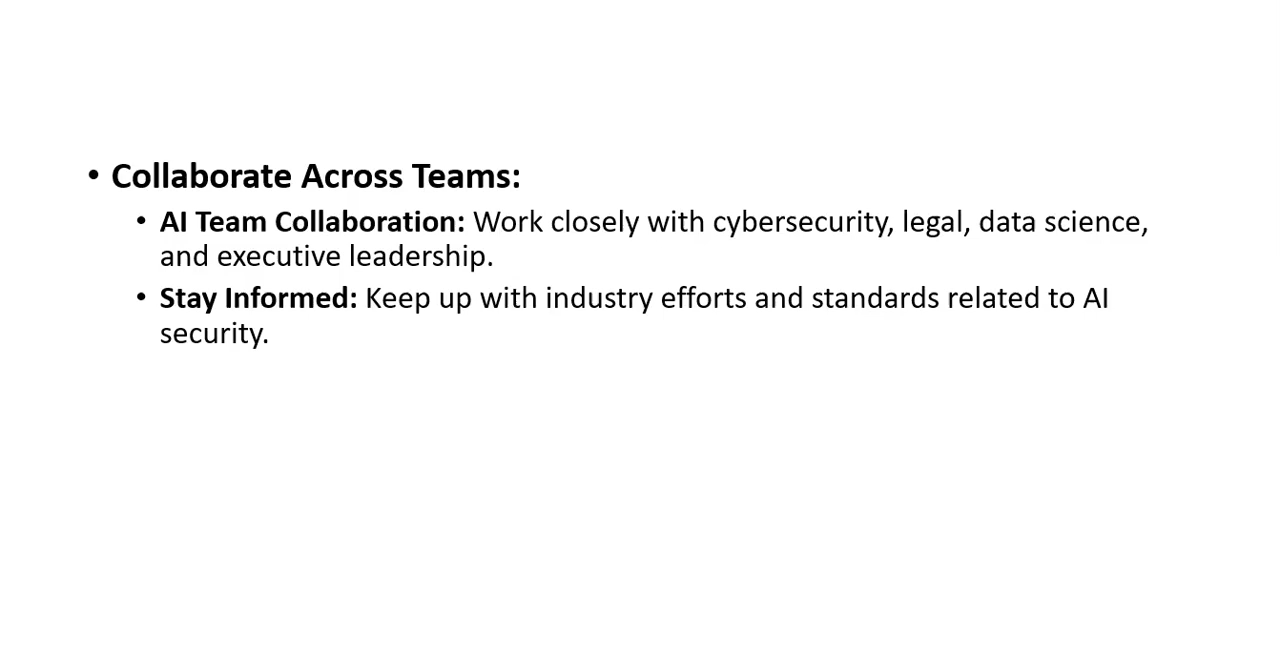 • Collaborate Across Teams:
• AI Team Collaboration: Work closely with cybersecurity, legal, data science,
and executive leadership.
• Stay Informed: Keep up with industry efforts and standards related to AI
security.